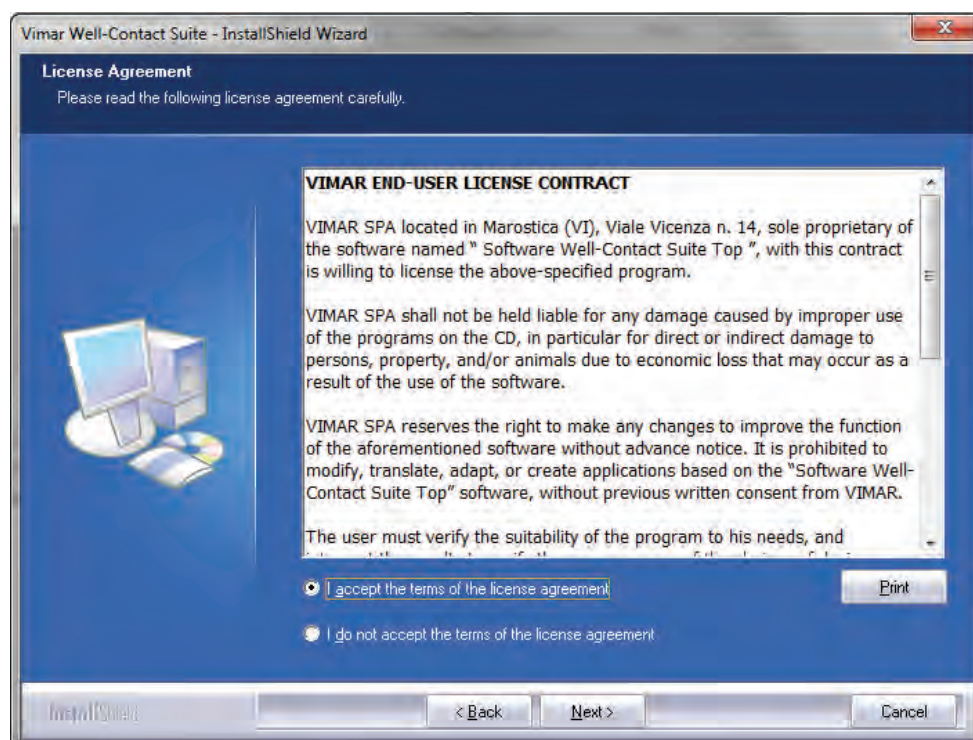 Vimar Well-Contact Suite - InstallShield Wizard
License Agreement
Please read the following license agreement carefully.
VIMAR END-USER LICENSE CONTRACT
VIMAR SPA located in Marostica (VI), Viale Vicenza n. 14, sole proprietary of
the software named “ Software Well-Contact Suite Top ”, with this contract
is willing to license the above-specified program.
VIMAR SPA shall not be held liable for any damage caused by improper use
of the programs on the CD, in particular for direct or indirect damage to
persons, property, and/or animals due to economic loss that may occur as a
result of the use of the software.
VIMAR SPA reserves the right to make any changes to improve the function
of the aforementioned software without advance notice. It is prohibited to
modify, translate, adapt, or create applications based on the “Software Well-
Contact Suite Top” software, without previous written consent from VIMAR.
The user must verify the suitability of the program to his needs, and
I accept the terms of the license agreement
Print
I do not accept the terms of the license agreement
InstallShield
< Back
Next >
Cancel